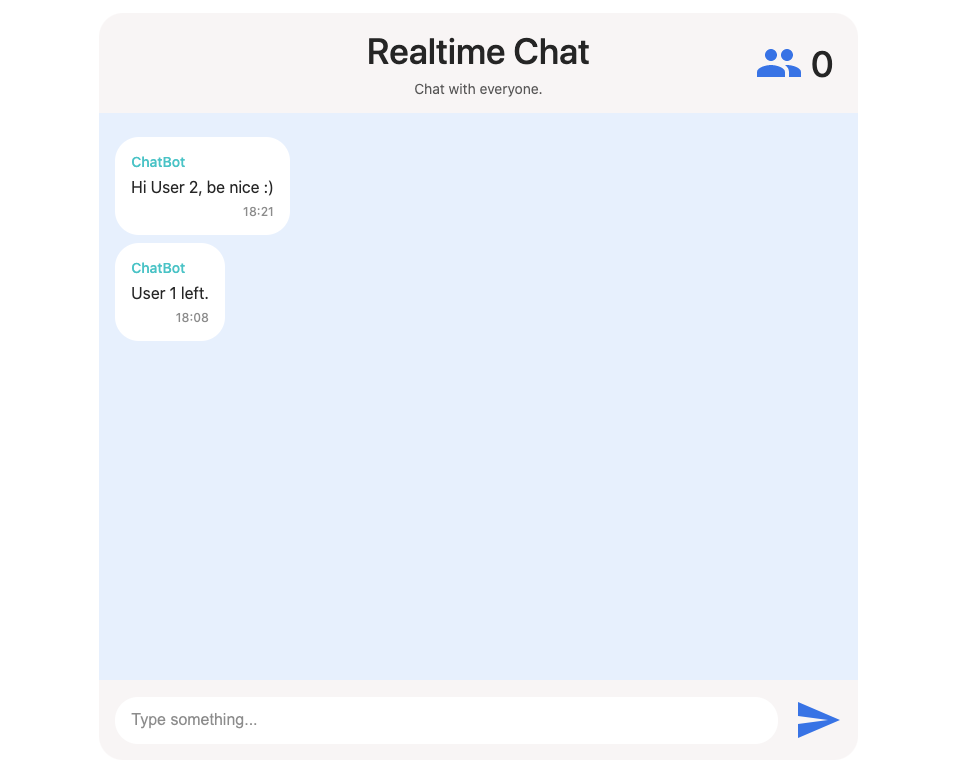 Realtime Chat
Chat with everyone.
0
ChatBot
Hi User 2, be nice :)
18:21
ChatBot
User 1 left.
18:08
Type something...